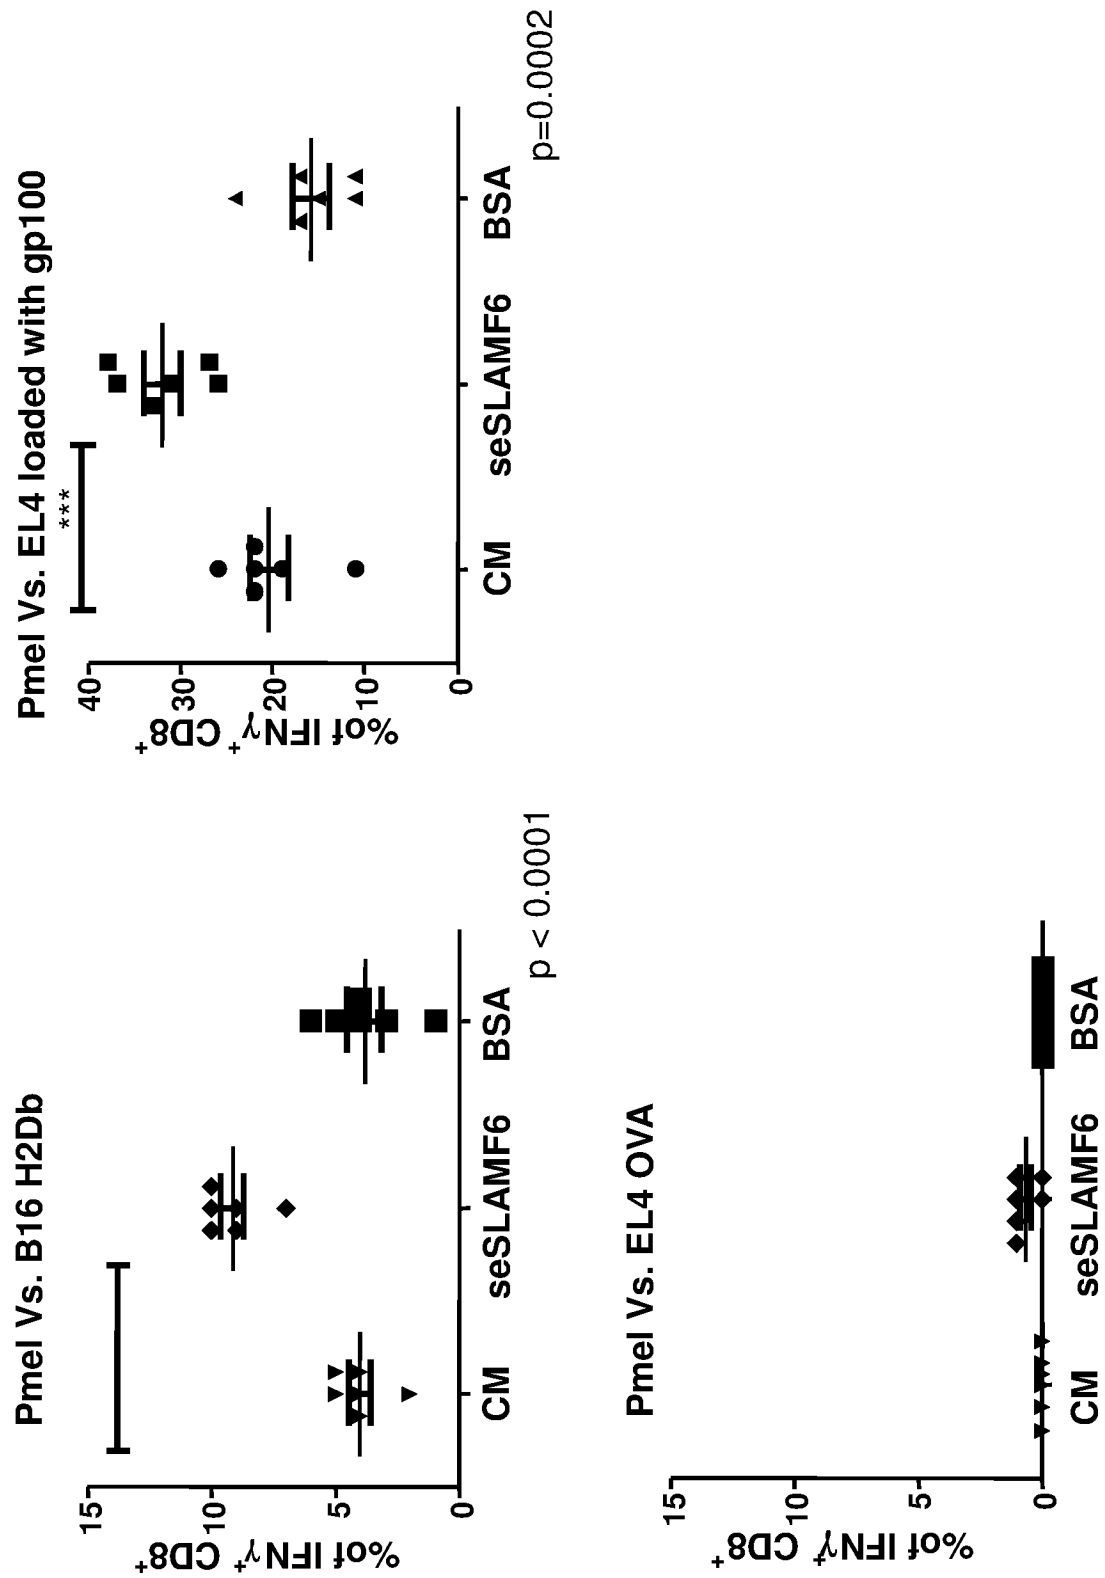 Pmel Vs. B16 H2Db
%of IFNγ⁺ CD8⁺
15
10
5
0
CM
seSLAMF6
BSA
p < 0.0001
Pmel Vs. EL4 loaded with gp100
%of IFNγ⁺ CD8⁺
40
30
20
10
0
***
CM
seSLAMF6
BSA
p=0.0002
Pmel Vs. EL4 OVA
%of IFNγ⁺ CD8⁺
15
10
5
0
CM
seSLAMF6
BSA